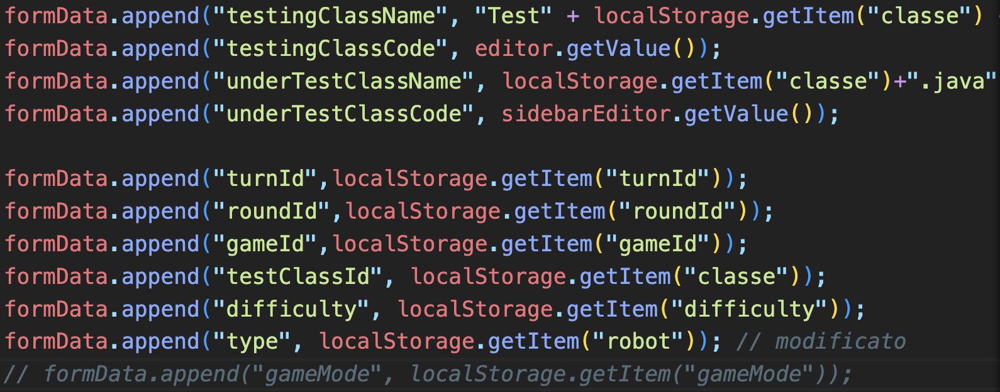 formData.append("testingClassName", "Test" + localStorage.getItem("classe")
formData.append("testingClassCode", editor.getValue());
formData.append("underTestClassName", localStorage.getItem("classe")+".java"
formData.append("underTestClassCode", sidebarEditor.getValue());
formData.append("turnId",localStorage.getItem("turnId"));
formData.append("roundId",localStorage.getItem("roundId"));
formData.append("gameId",localStorage.getItem("gameId"));
formData.append("testClassId", localStorage.getItem("classe"));
formData.append("difficulty", localStorage.getItem("difficulty"));
formData.append("type", localStorage.getItem("robot")); // modificato
// formData.append("gameMode", localStorage.getItem("gameMode"));